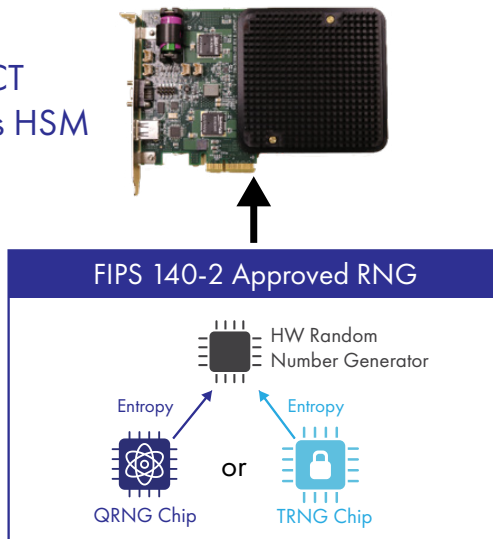 CT
s HSM
FIPS 140-2 Approved RNG
HW Random
Number Generator
Entropy
Entropy
or
QRNG Chip
TRNG Chip